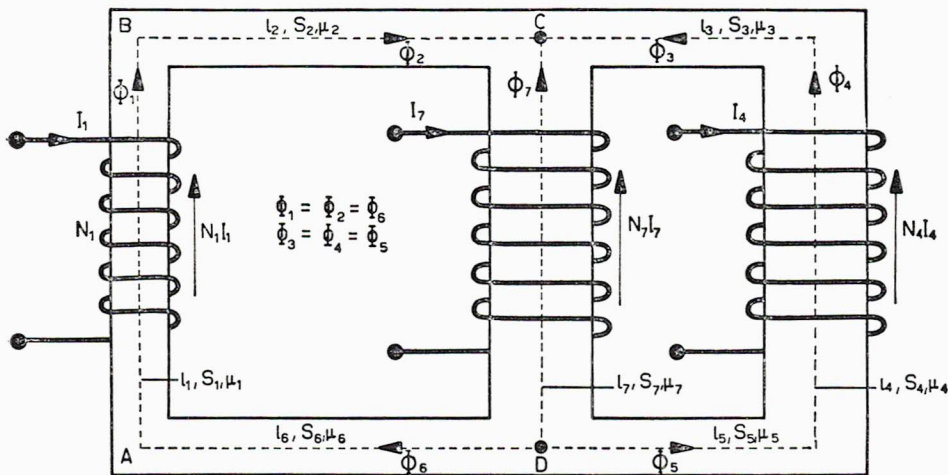 B
l₂, S₂, μ₂
C
l₃, S₃, μ₃
Φ₂
Φ₃
Φ₁
Φ₇
Φ₄
I₁
I₇
I₄
N₁
N₁I₁
Φ₁ = Φ₂ = Φ₆
Φ₃ = Φ₄ = Φ₅
N₇I₇
N₄I₄
l₁, S₁, μ₁
l₇, S₇, μ₇
l₄, S₄, μ₄
l₆, S₆, μ₆
l₅, S₅, μ₅
A
Φ₆
D
Φ₅